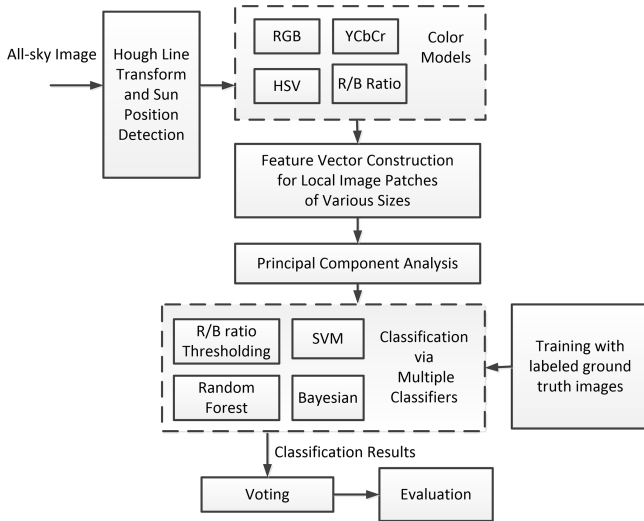 All-sky Image
Hough Line
Transform
and Sun
Position
Detection
RGB
YCbCr
HSV
R/B Ratio
Color
Models
Feature Vector Construction
for Local Image Patches
of Various Sizes
Principal Component Analysis
R/B ratio
Thresholding
SVM
Random
Forest
Bayesian
Classification
via
Multiple
Classifiers
Training with
labeled ground
truth images
Classification Results
Voting
Evaluation